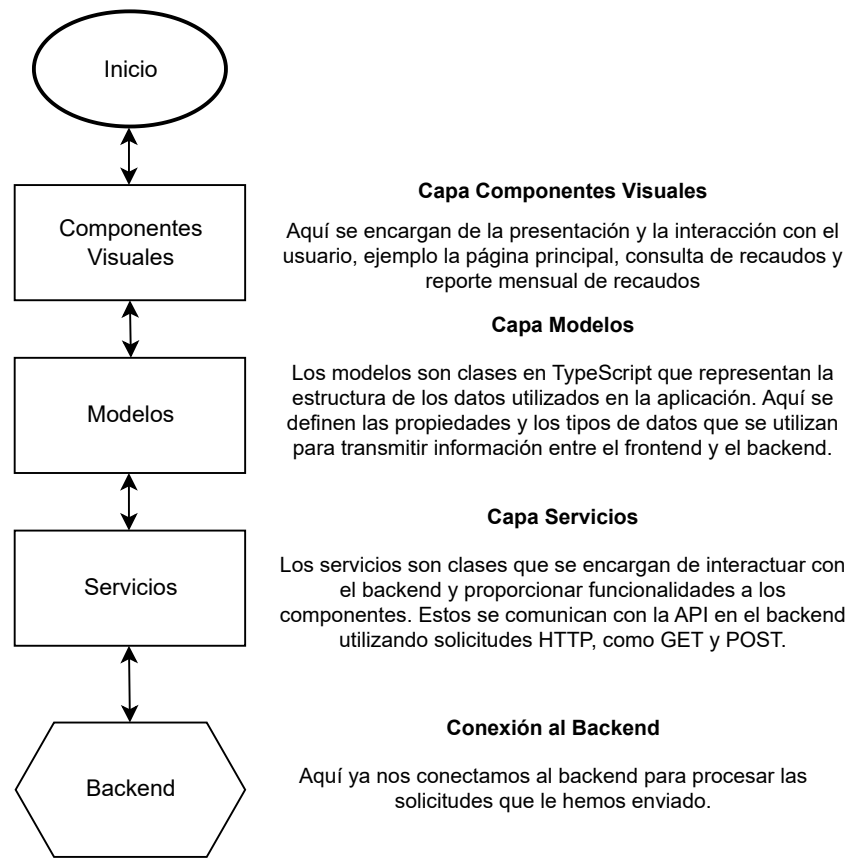 Inicio
Componentes
Visuales
Capa Componentes Visuales
Aquí se encargan de la presentación y la interacción con el
usuario, ejemplo la página principal, consulta de recaudos y
reporte mensual de recaudos
Modelos
Capa Modelos
Los modelos son clases en TypeScript que representan la
estructura de los datos utilizados en la aplicación. Aquí se
definen las propiedades y los tipos de datos que se utilizan
para transmitir información entre el frontend y el backend.
Servicios
Capa Servicios
Los servicios son clases que se encargan de interactuar con
el backend y proporcionar funcionalidades a los
componentes. Estos se comunican con la API en el backend
utilizando solicitudes HTTP, como GET y POST.
Backend
Conexión al Backend
Aquí ya nos conectamos al backend para procesar las
solicitudes que le hemos enviado.